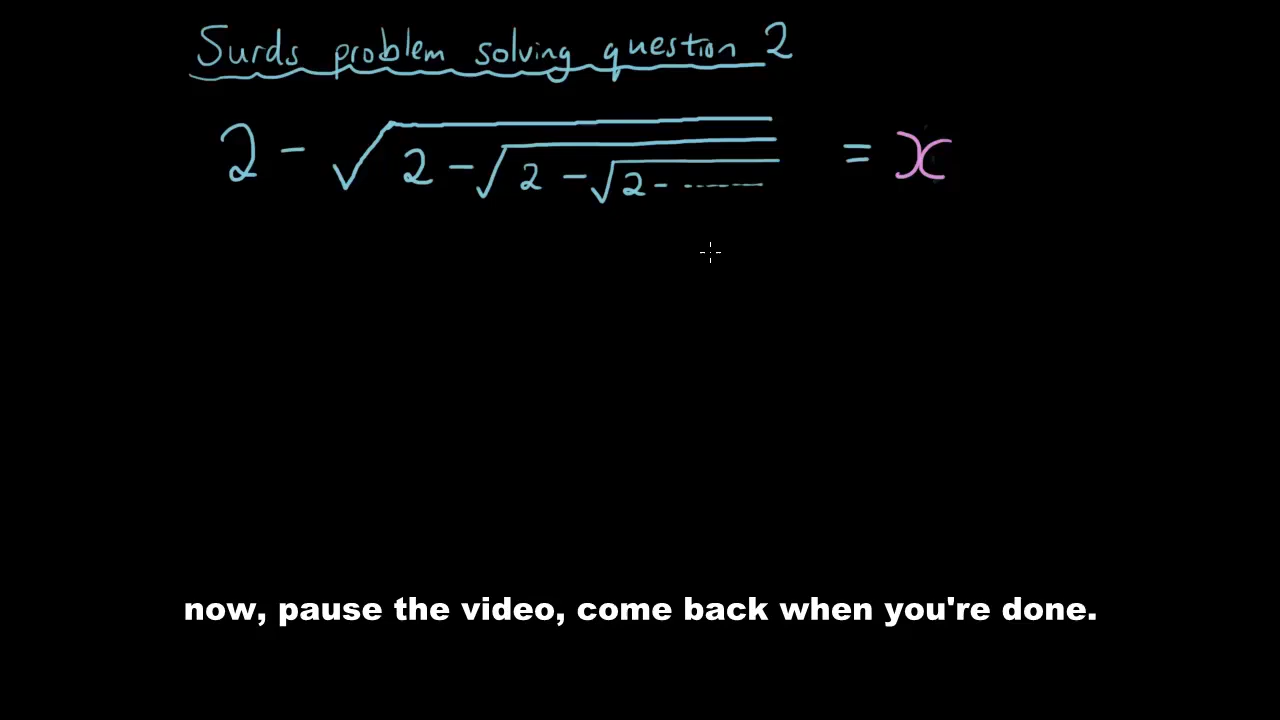 Surds problem solving question 2
2 - √(2 - √(2 - √(2 - ........))) = x
now, pause the video, come back when you're done.